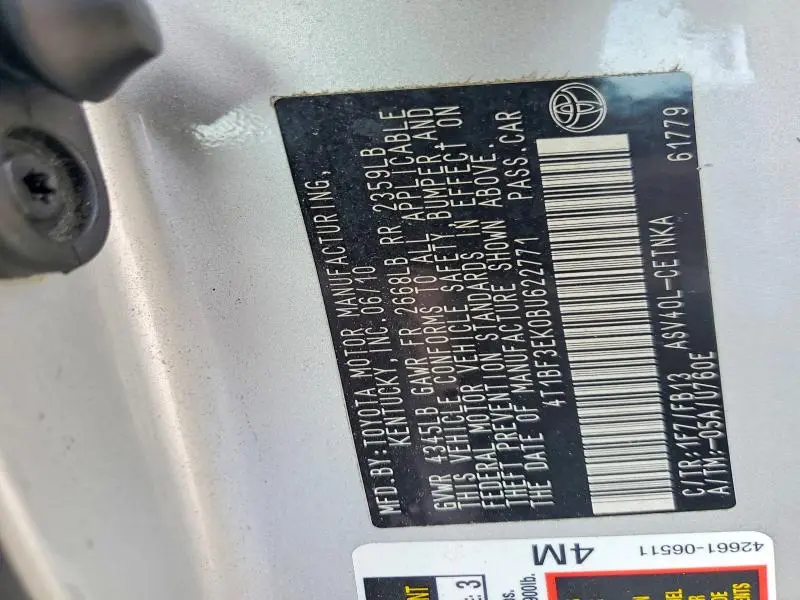 MFD.BY:TOYOTA MOTOR MANUFACTURING,
KENTUCKY, INC. 06/10
GVWR 4345LB GAWR FR 2668LB RR 2359LB
THIS VEHICLE CONFORMS TO ALL APPLICABLE
FEDERAL MOTOR VEHICLE SAFETY, BUMPER, AND
THEFT PREVENTION STANDARDS IN EFFECT ON
THE DATE OF MANUFACTURE SHOWN ABOVE.
4T1BF3EK0BU622771 PASS.CAR
C/TR:1F7/FB13 ASV40L-CETNKA
A/TM:-05A/U760E 61779
42661-06511
4M
3
900lb.